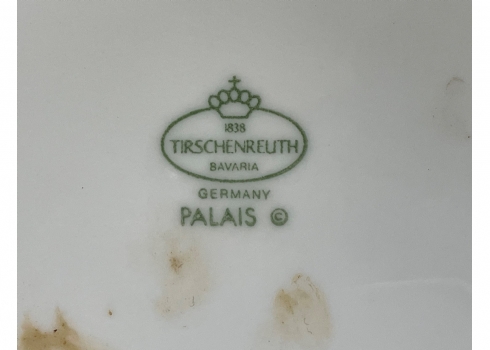 1838
TIRSCHENREUTH
BAVARIA
GERMANY
PALAIS ©